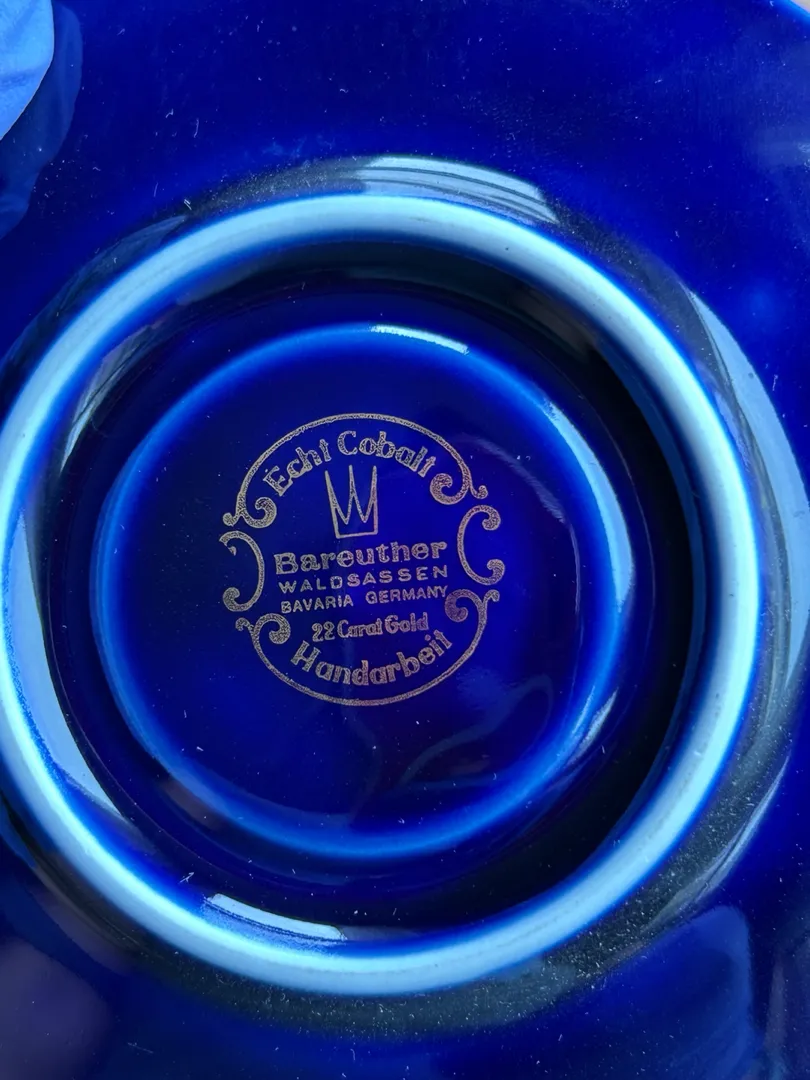 Echt Cobalt
Bareuther
WALDSASSEN
BAVARIA GERMANY
22 Carat Gold
Handarbeit